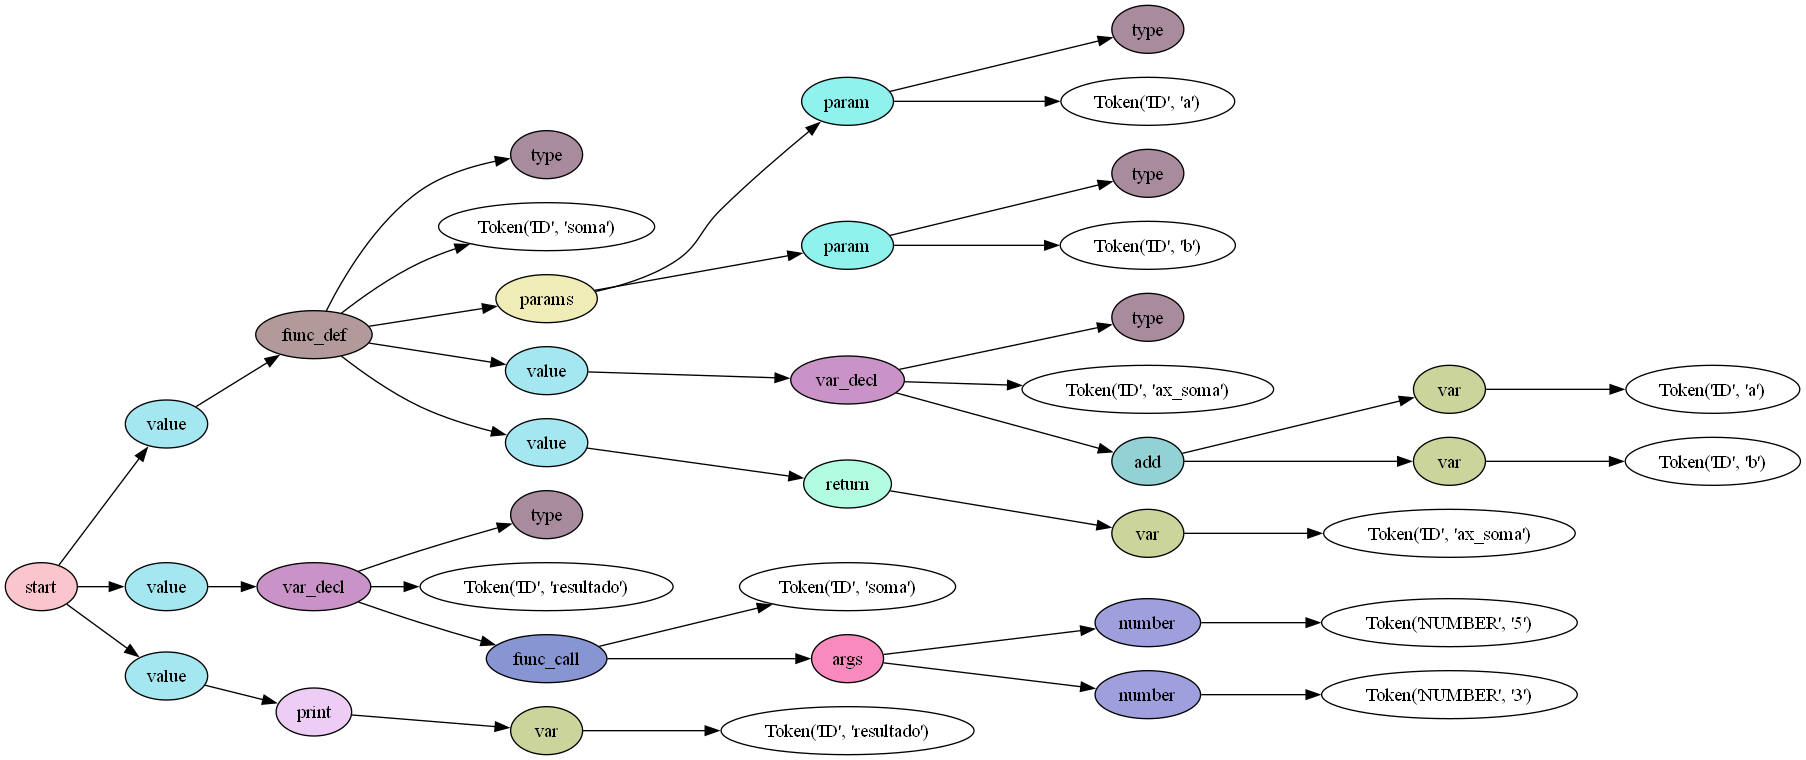 type
param
Token('ID', 'a')
type
type
Token('ID', 'soma')
param
Token('ID', 'b')
params
type
func_def
value
var_decl
Token('ID', 'ax_soma')
var
Token('ID', 'a')
value
value
add
var
Token('ID', 'b')
return
type
var
Token('ID', 'ax_soma')
start
value
var_decl
Token('ID', 'resultado')
Token('ID', 'soma')
number
Token('NUMBER', '5')
func_call
args
value
number
Token('NUMBER', '3')
print
var
Token('ID', 'resultado')